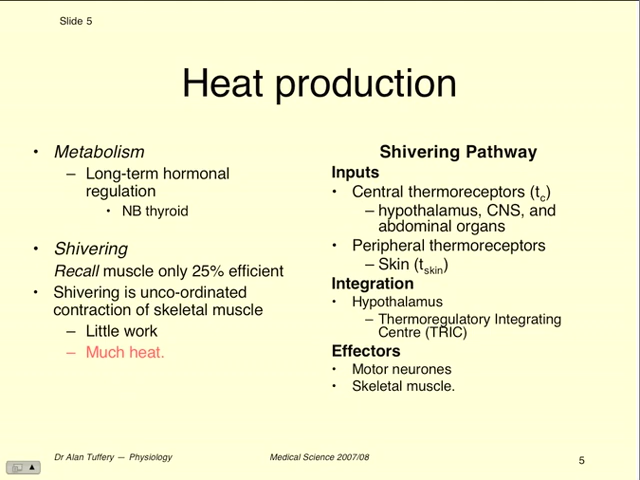 Slide 5
Heat production
• Metabolism
– Long-term hormonal
regulation
• NB thyroid
• Shivering
Recall muscle only 25% efficient
• Shivering is unco-ordinated
contraction of skeletal muscle
– Little work
– Much heat.
Shivering Pathway
Inputs
• Central thermoreceptors (tc)
– hypothalamus, CNS, and
abdominal organs
• Peripheral thermoreceptors
– Skin (tskin)
Integration
• Hypothalamus
– Thermoregulatory Integrating
Centre (TRIC)
Effectors
• Motor neurones
• Skeletal muscle.
Dr Alan Tuffery — Physiology
Medical Science 2007/08
5